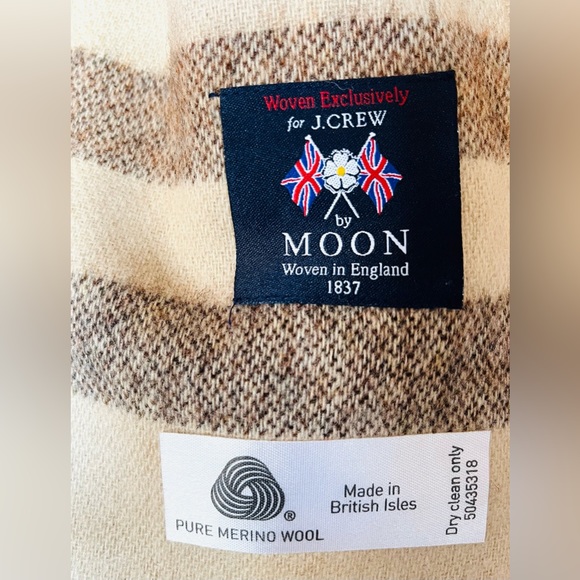 Woven Exclusively
for J.CREW
by
MOON
Woven in England
1837
PURE MERINO WOOL
®
Made in
British Isles
Dry clean only
50435318